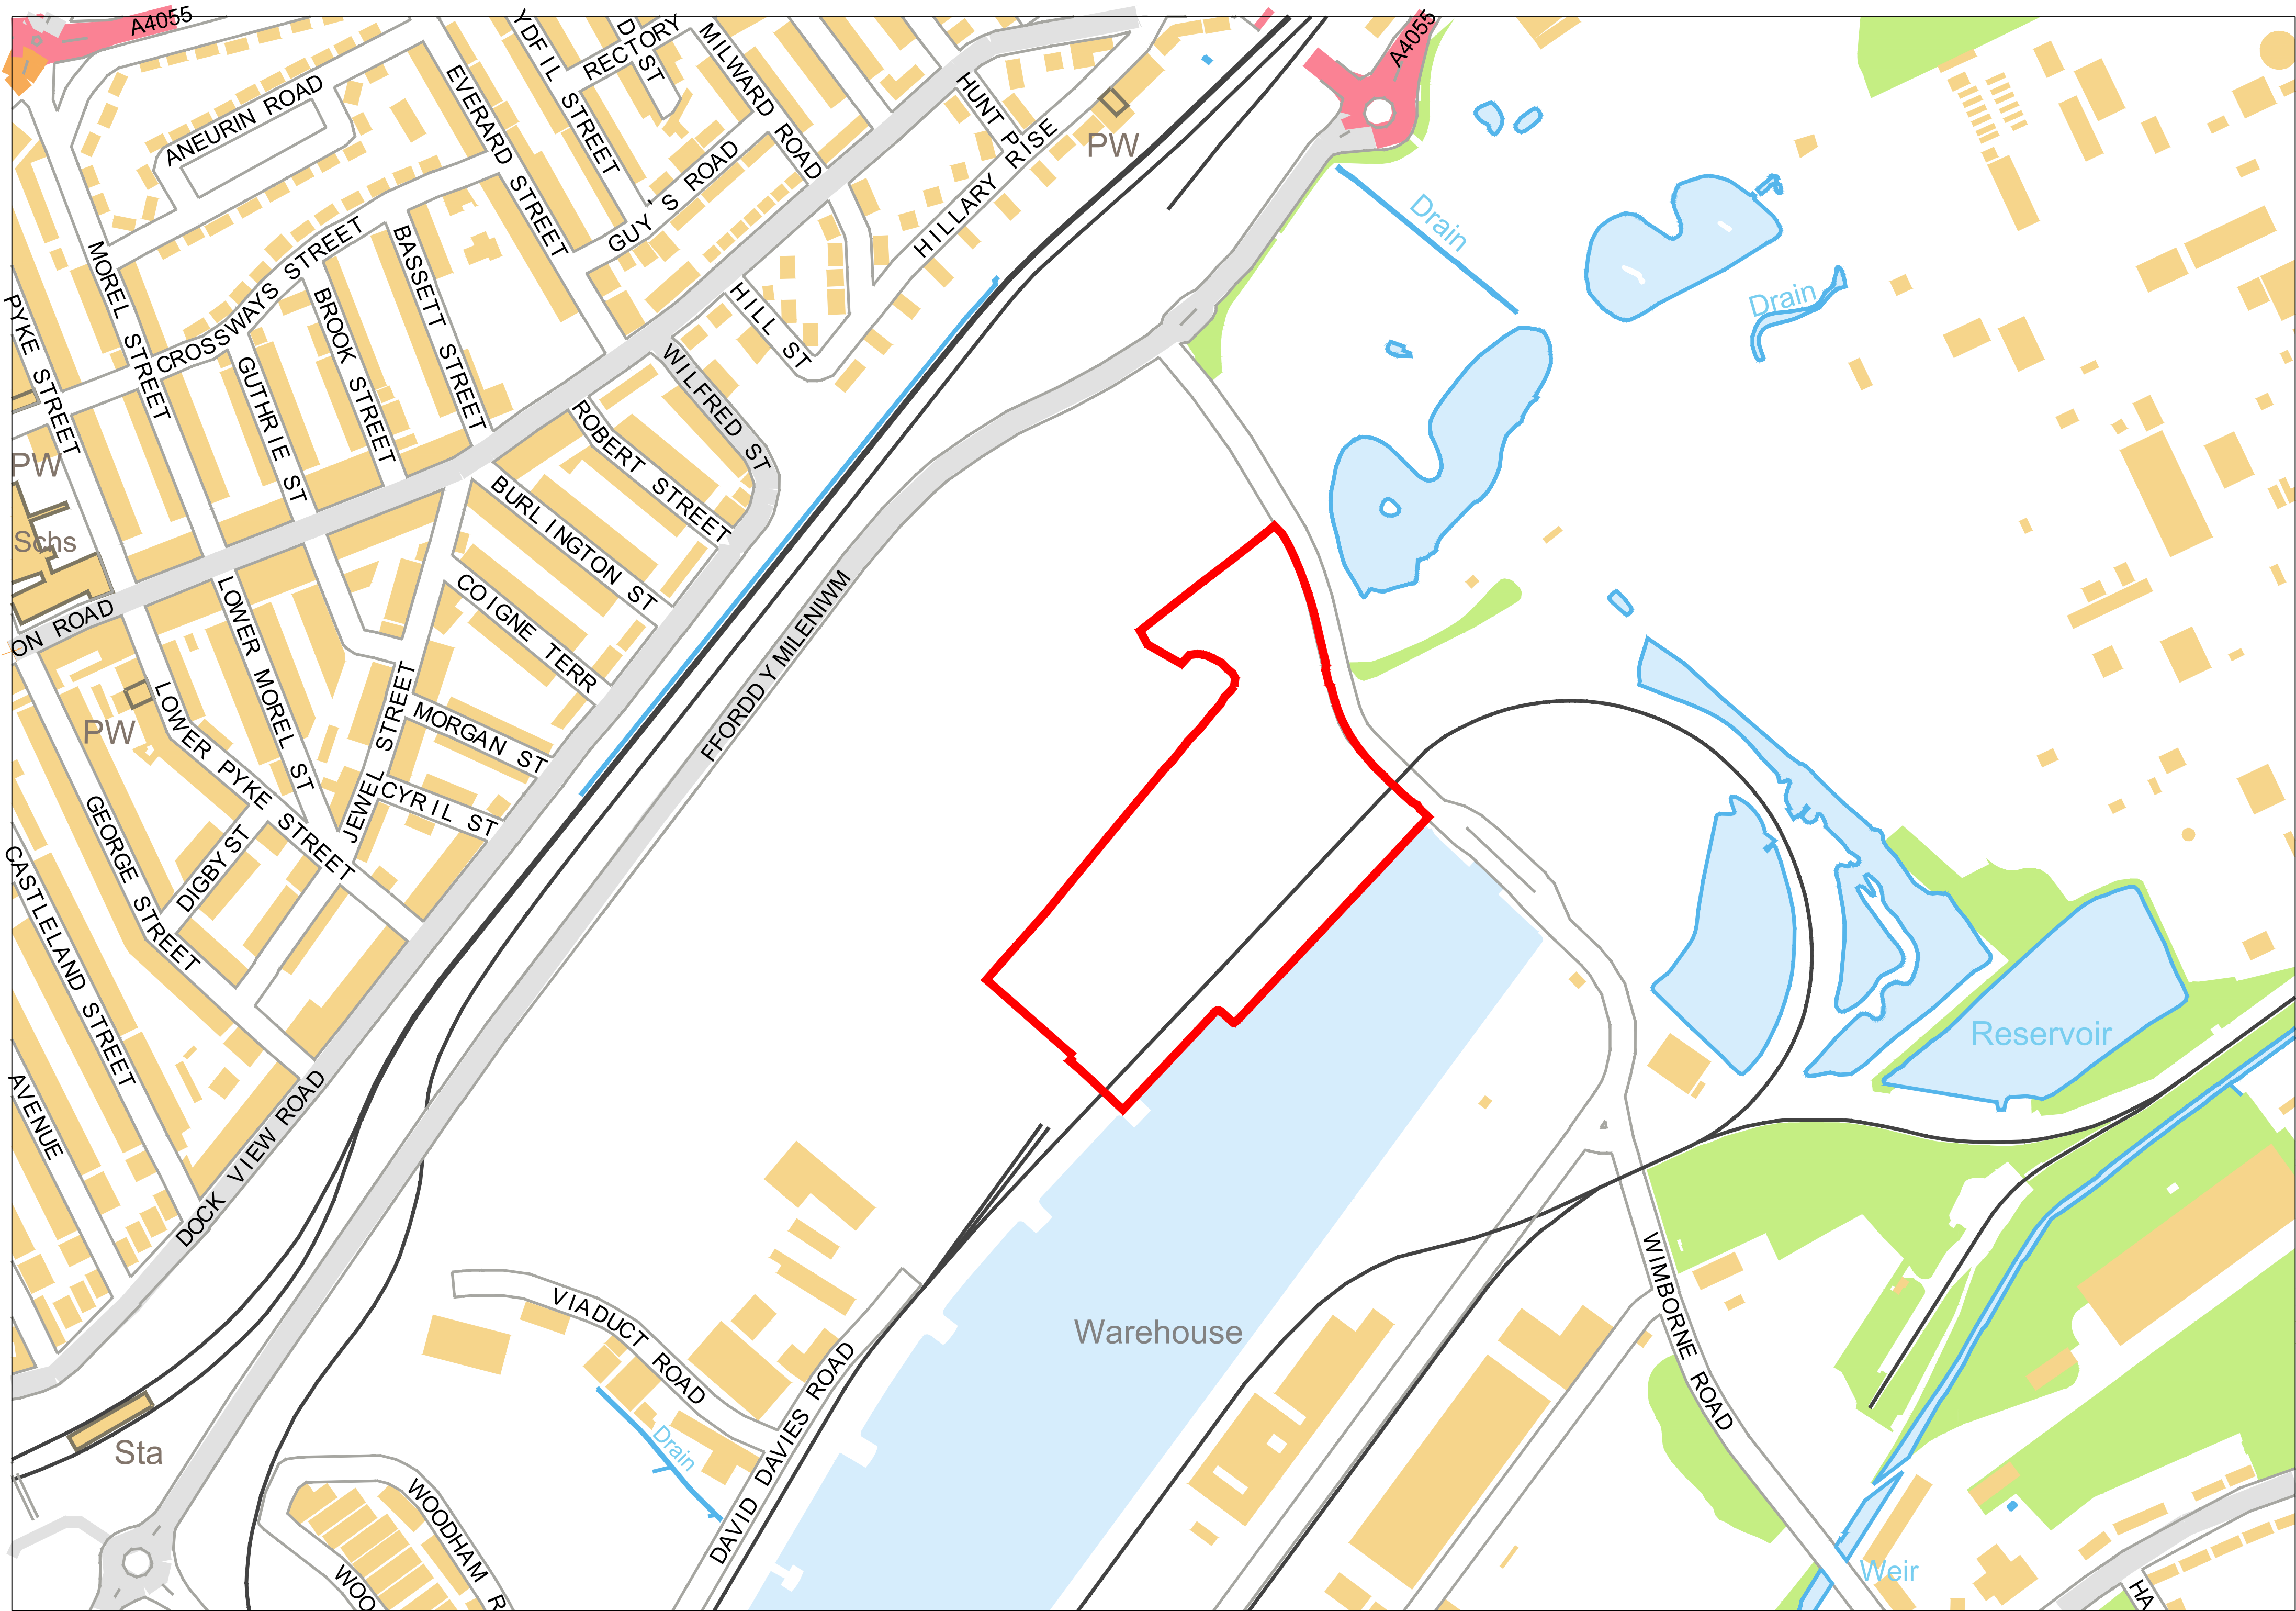 A4055
A4055
ANEURIN ROAD
EVERARD STREET
YDFIL STREET
RECTORY
D ST
MILWARD ROAD
GUY'S ROAD
HUNT P
HILLARY RISE
PW
HILL ST
Drain
Drain
MOREL STREET
CROSSWAYS STREET
BASSETT STREET
BROOK STREET
GUTHRIE ST
PYKE STREET
PW
Schs
ON ROAD
WILFRED ST
ROBERT STREET
BURLINGTON ST
COIGNE TERR
FFORDD Y MILENIWM
LOWER MOREL ST
JEWEL STREET
MORGAN ST
CYRIL ST
LOWER PYKE STREET
PW
DIGBY ST
GEORGE STREET
CASTLELAND STREET
AVENUE
DOCK VIEW ROAD
Reservoir
VIADUCT ROAD
Warehouse
WIMBORNE ROAD
DAVID DAVIES ROAD
Drain
Sta
WOODHAM R
WOO
Weir
HA